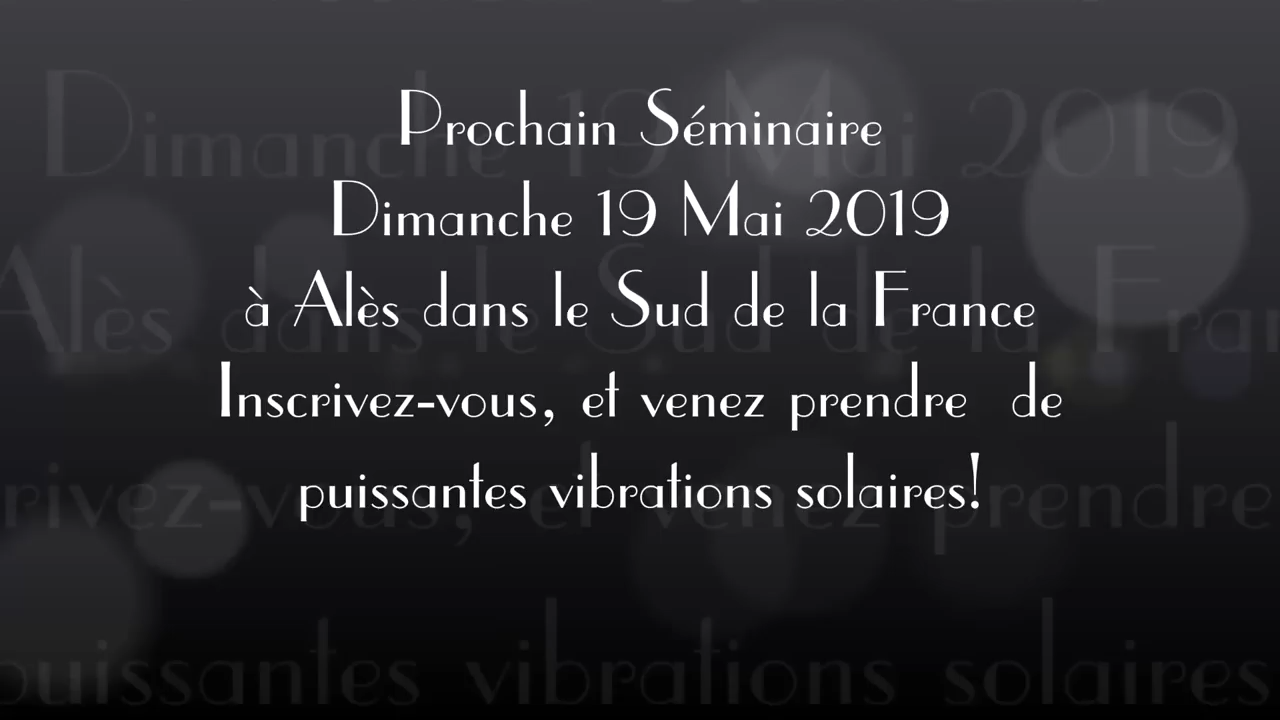 Prochain Séminaire
Dimanche 19 Mai 2019
à Alès dans le Sud de la France
Inscrivez-vous, et venez prendre de
puissantes vibrations solaires!